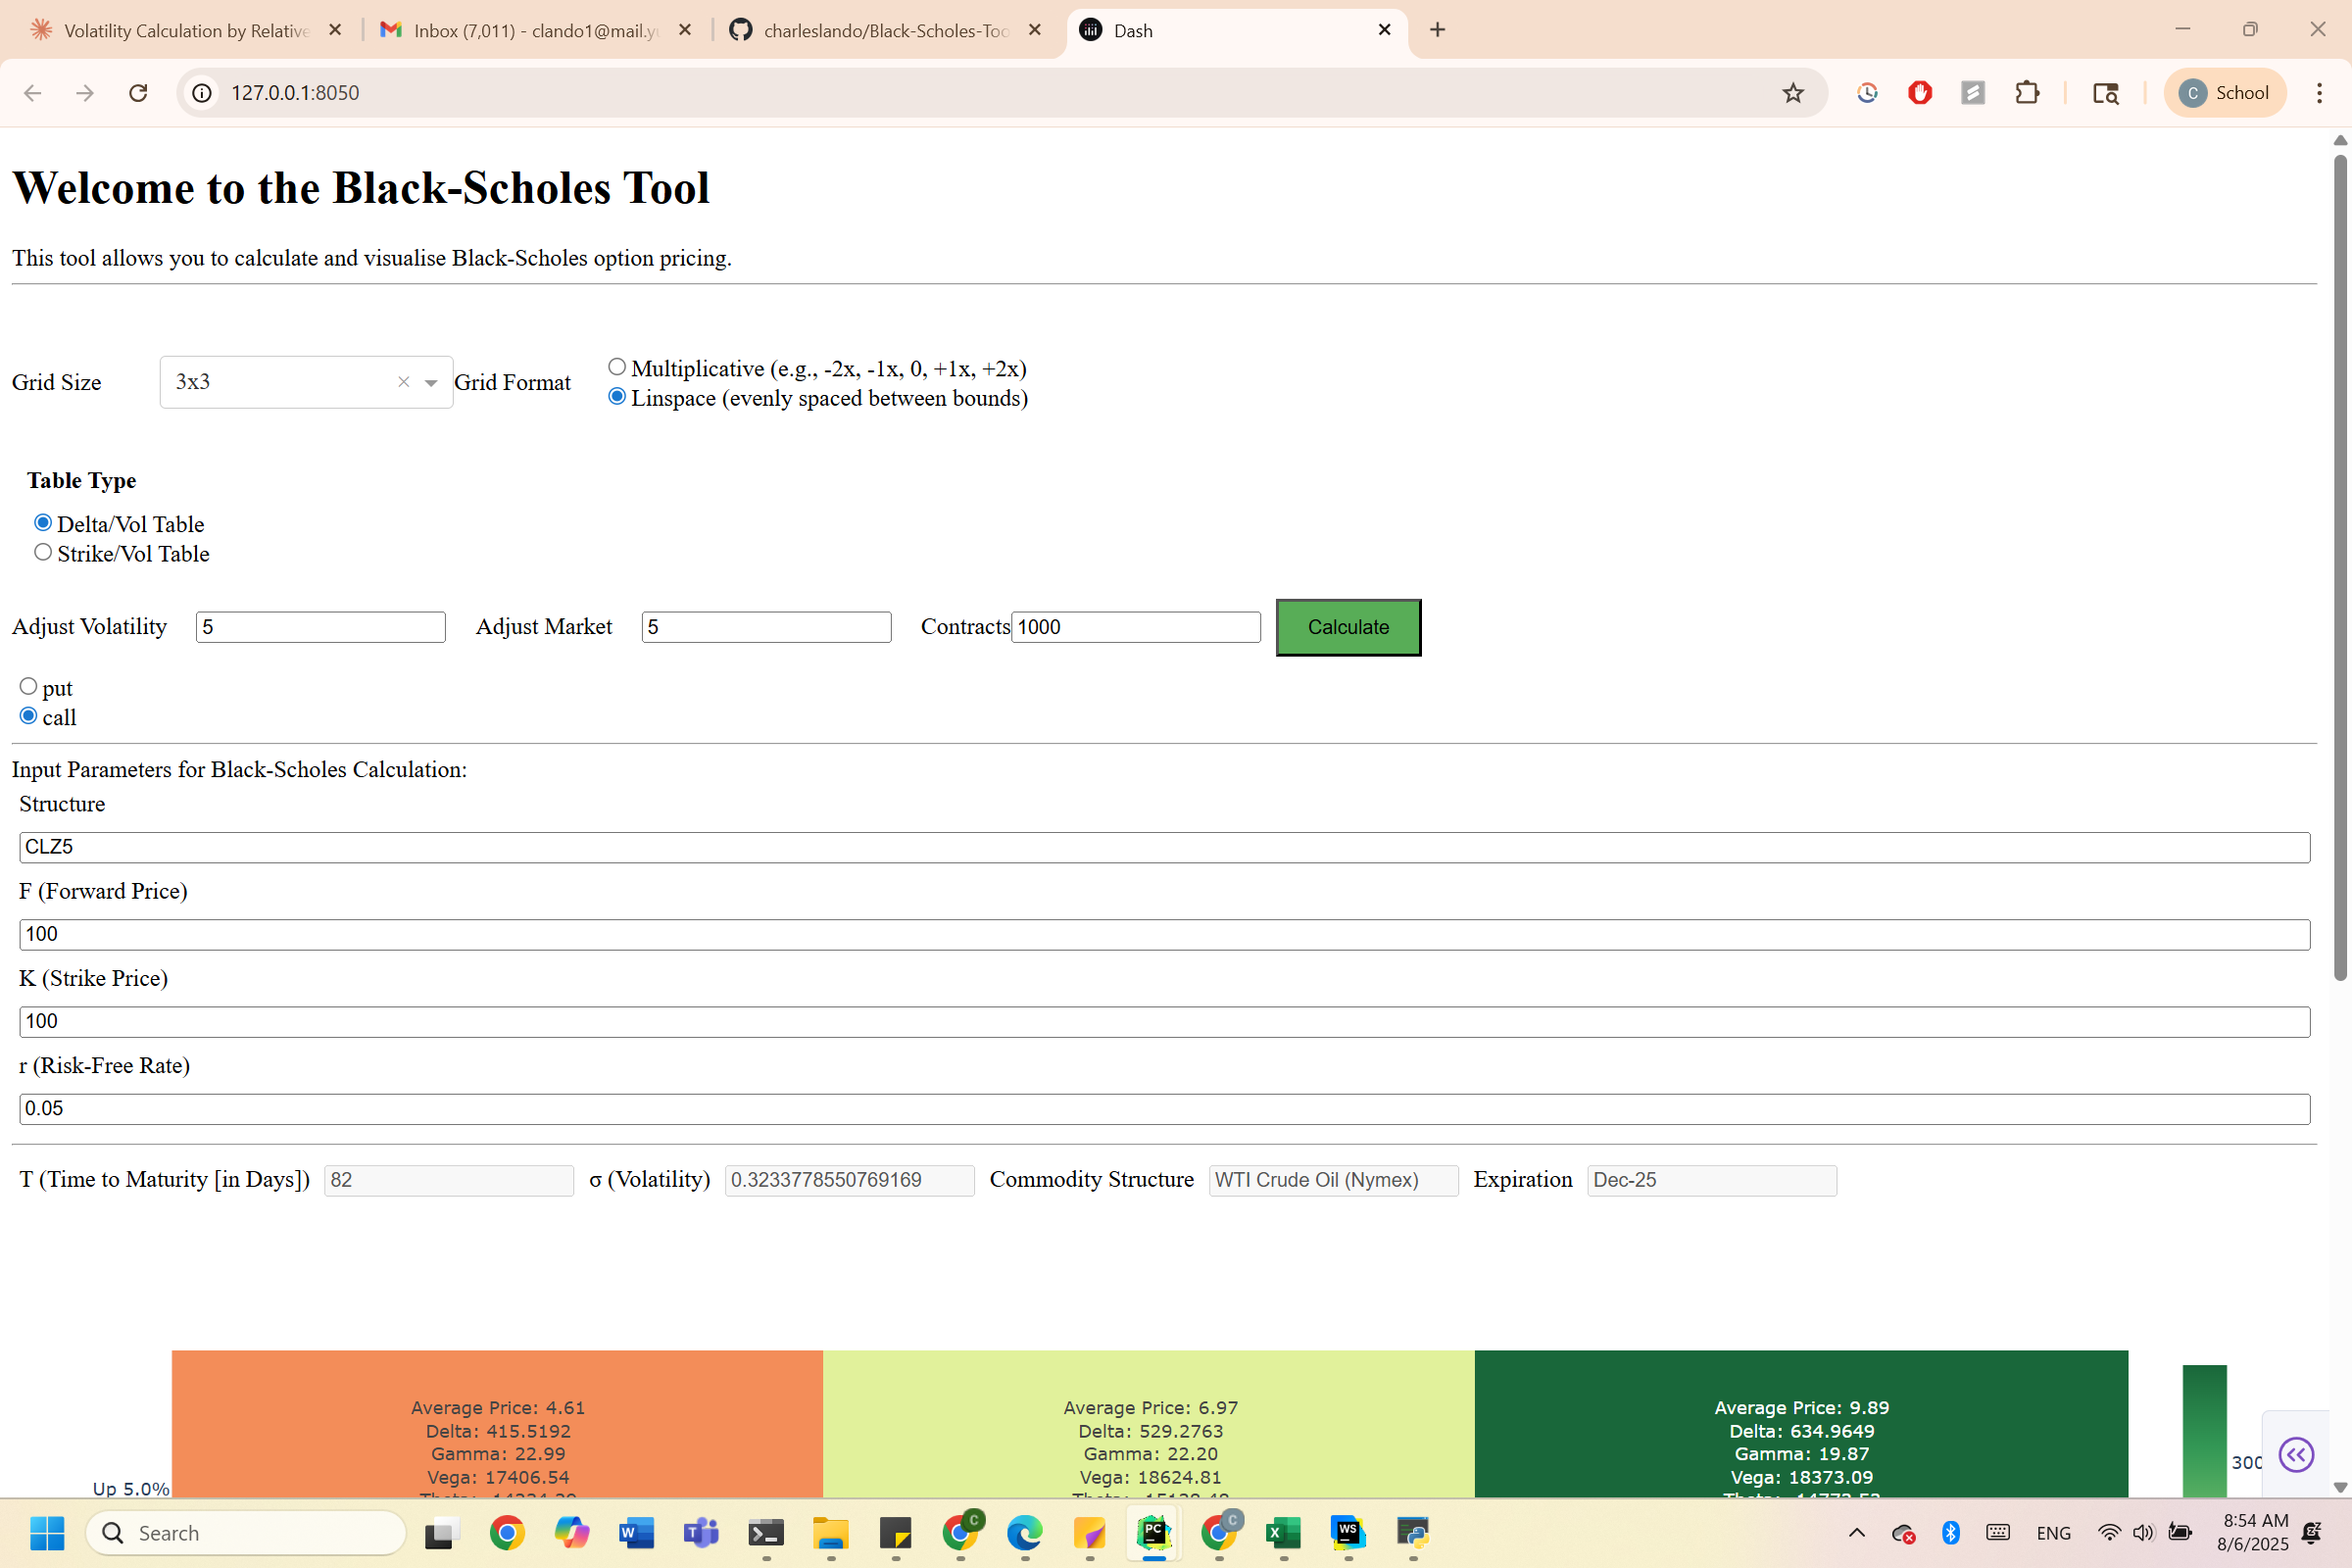 Volatility Calculation by Relative
Inbox (7,011) - clando1@mail.yu
charleslando/Black-Scholes-Too
Dash
127.0.0.1:8050
C School
Welcome to the Black-Scholes Tool
This tool allows you to calculate and visualise Black-Scholes option pricing.
Grid Size
3x3
Grid Format
Multiplicative (e.g., -2x, -1x, 0, +1x, +2x)
Linspace (evenly spaced between bounds)
Table Type
Delta/Vol Table
Strike/Vol Table
Adjust Volatility 5 Adjust Market 5 Contracts 1000 Calculate
put
call
Input Parameters for Black-Scholes Calculation:
Structure
CLZ5
F (Forward Price)
100
K (Strike Price)
100
r (Risk-Free Rate)
0.05
T (Time to Maturity [in Days]) 82 σ (Volatility) 0.3233778550769169 Commodity Structure WTI Crude Oil (Nymex) Expiration Dec-25
Up 5.0%
Average Price: 4.61
Delta: 415.5192
Gamma: 22.99
Vega: 17406.54
Average Price: 6.97
Delta: 529.2763
Gamma: 22.20
Vega: 18624.81
Average Price: 9.89
Delta: 634.9649
Gamma: 19.87
Vega: 18373.09
Search
ENG
8:54 AM
8/6/2025